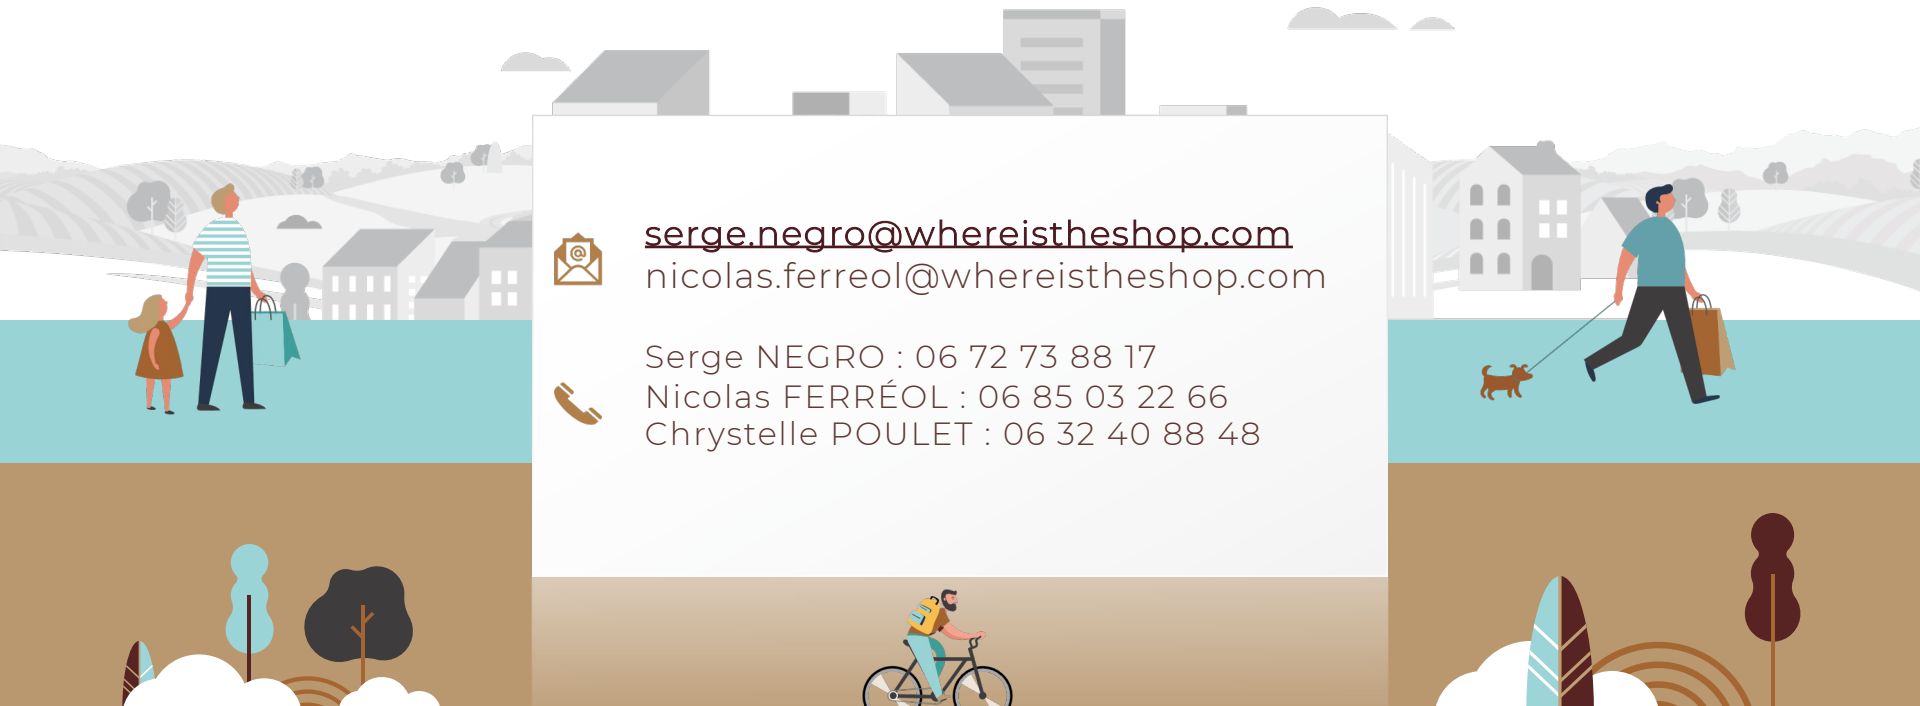 serge.negro@whereistheshop.com
nicolas.ferreol@whereistheshop.com
Serge NEGRO : 06 72 73 88 17
Nicolas FERRÉOL : 06 85 03 22 66
Chrystelle POULET : 06 32 40 88 48